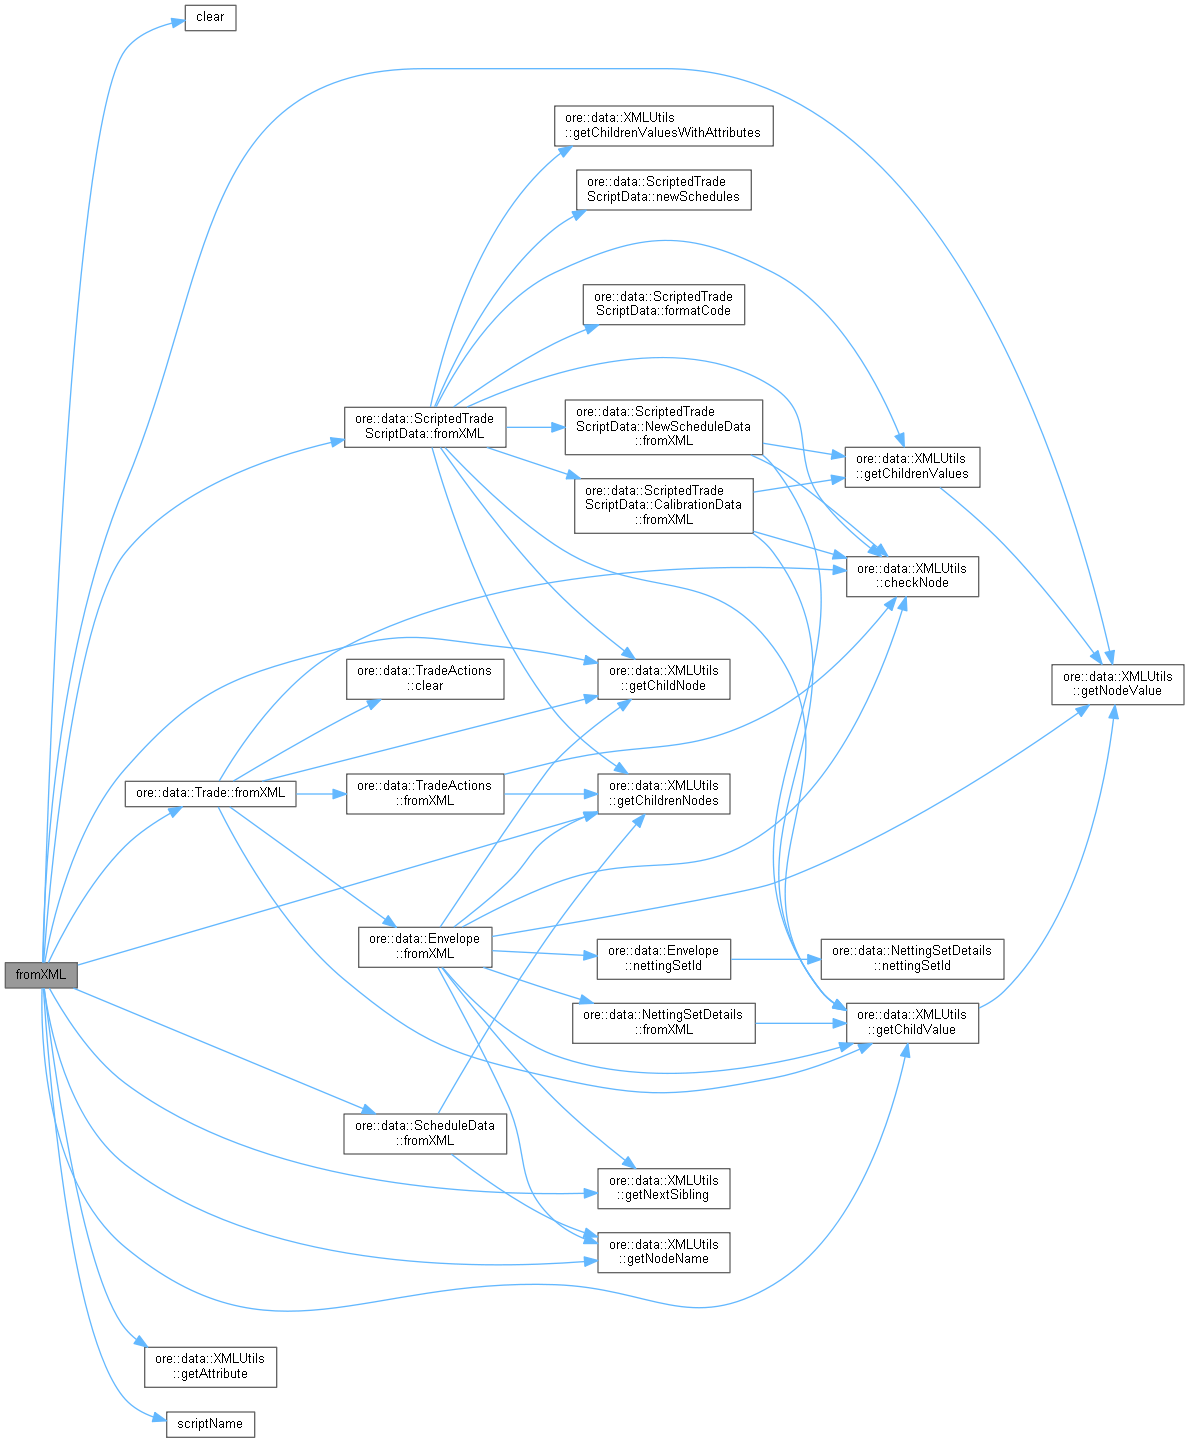 clear
ore::data::XMLUtils
::getChildrenValuesWithAttributes
ore::data::ScriptedTrade
ScriptData::newSchedules
ore::data::ScriptedTrade
ScriptData::formatCode
ore::data::ScriptedTrade
ScriptData::fromXML
ore::data::ScriptedTrade
ScriptData::NewScheduleData
::fromXML
ore::data::XMLUtils
::getChildrenValues
ore::data::ScriptedTrade
ScriptData::CalibrationData
::fromXML
ore::data::XMLUtils
::checkNode
ore::data::TradeActions
::clear
ore::data::XMLUtils
::getChildNode
ore::data::XMLUtils
::getNodeValue
ore::data::Trade::fromXML
ore::data::TradeActions
::fromXML
ore::data::XMLUtils
::getChildrenNodes
ore::data::Envelope
::fromXML
ore::data::Envelope
::nettingSetId
ore::data::NettingSetDetails
::nettingSetId
fromXML
ore::data::NettingSetDetails
::fromXML
ore::data::XMLUtils
::getChildValue
ore::data::ScheduleData
::fromXML
ore::data::XMLUtils
::getNextSibling
ore::data::XMLUtils
::getNodeName
ore::data::XMLUtils
::getAttribute
scriptName